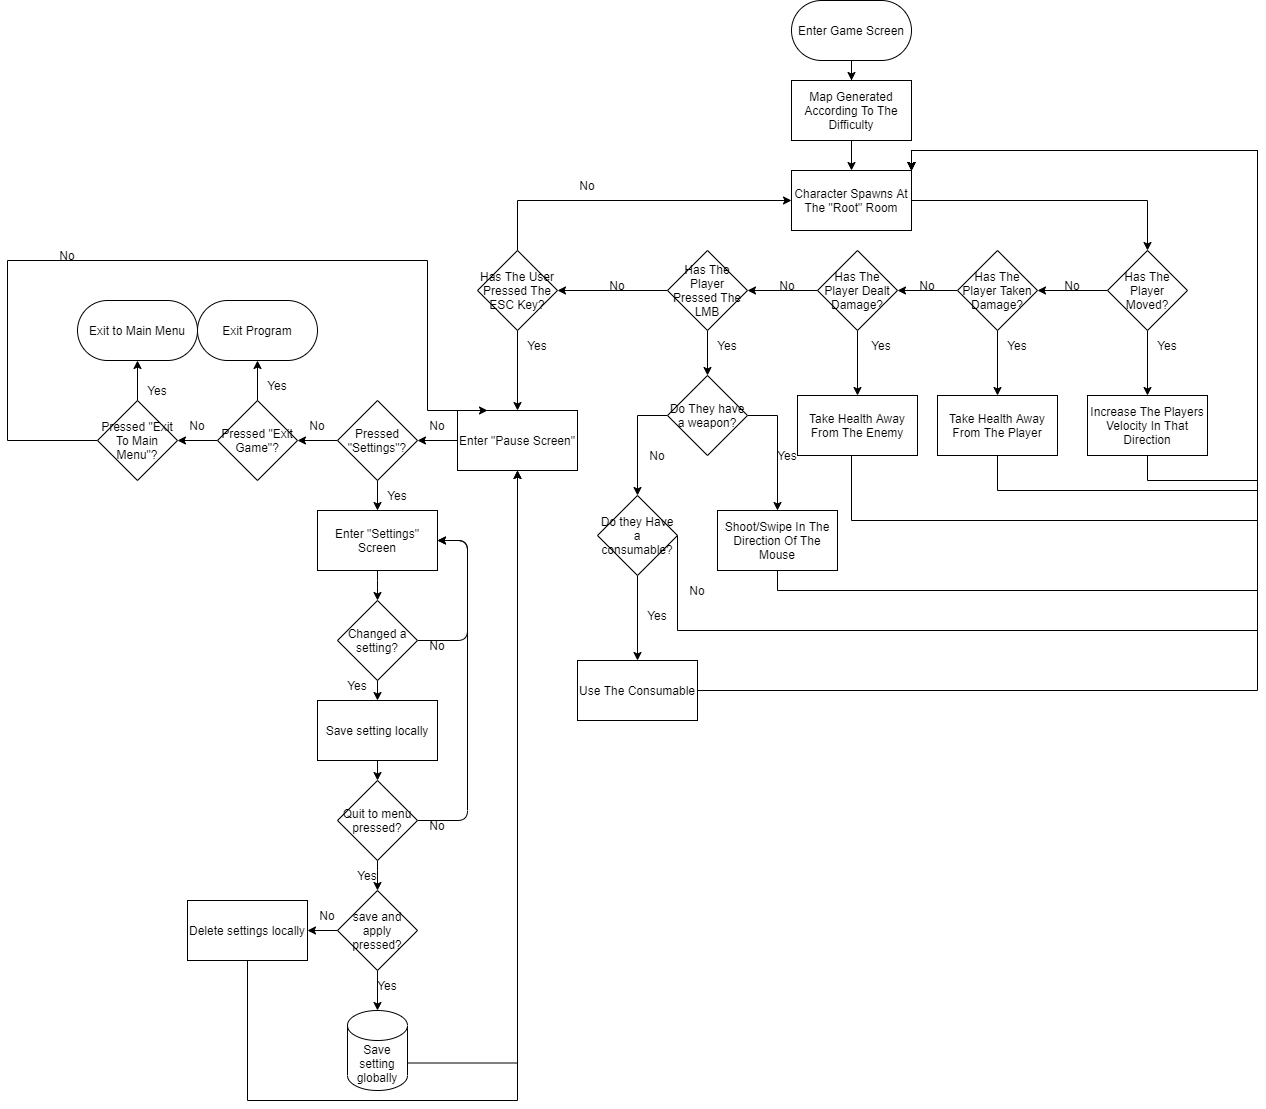 Enter Game Screen
Map Generated
According To The
Difficulty
No
Character Spawns At
The "Root" Room
No
Has The User
Pressed The
ESC Key?
No
Has The
Player
Pressed The
LMB
No
Has The
Player Dealt
Damage?
No
Has The
Player Taken
Damage?
No
Has The
Player
Moved?
Exit to Main Menu
Exit Program
Yes
Yes
Yes
Yes
Yes
Yes
Yes
Pressed "Exit
To Main
Menu"?
No
Pressed "Exit
Game"?
No
Pressed
"Settings"?
No
Enter "Pause Screen"
Do They have
a weapon?
Take Health Away
From The Enemy
Take Health Away
From The Player
Increase The Players
Velocity In That
Direction
No
Yes
Yes
Enter "Settings"
Screen
Do they Have
a
consumable?
Shoot/Swipe In The
Direction Of The
Mouse
No
Yes
Changed a
setting?
No
Yes
Use The Consumable
Save setting locally
Quit to menu
pressed?
No
Yes
Delete settings locally
No
save and
apply
pressed?
Yes
Save
setting
globally